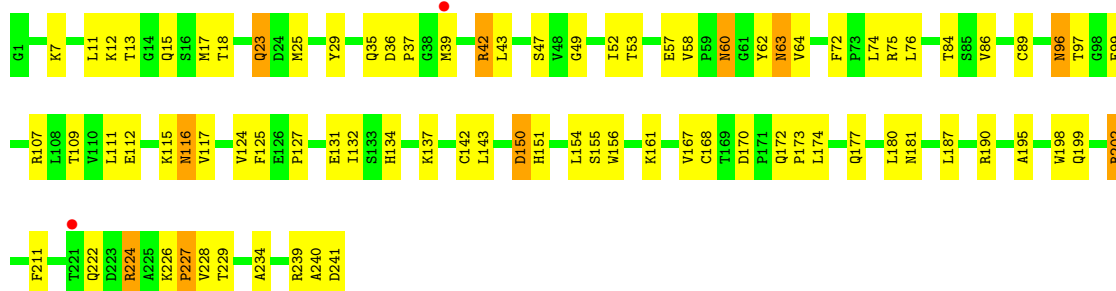 G1 K7 L11 K12 T13 G14 Q15 S16 M17 T18 Q23 D24 M25 Y29 Q35 D36 P37 G38 M39 R42 L43 S47 V48 G49 I52 T53 E57 V58 P59 N60 G61 Y62 N63 V64 F72 P73 L74 R75 L76 T84 S85 V86 C89 N96 T97 G98
R107 L108 T109 V110 L111 E112 K115 N116 V117 V124 F125 E126 P127 E131 I132 S133 H134 K137 C142 L143 D150 H151 L154 S155 W156 K161 V167 C168 T169 D170 P171 Q172 P173 L174 Q177 L180 N181 L187 R190 A195 W198 Q199
F211 T221 Q222 D223 R224 A225 K226 P227 V228 T229 A234 R239 A240 D241